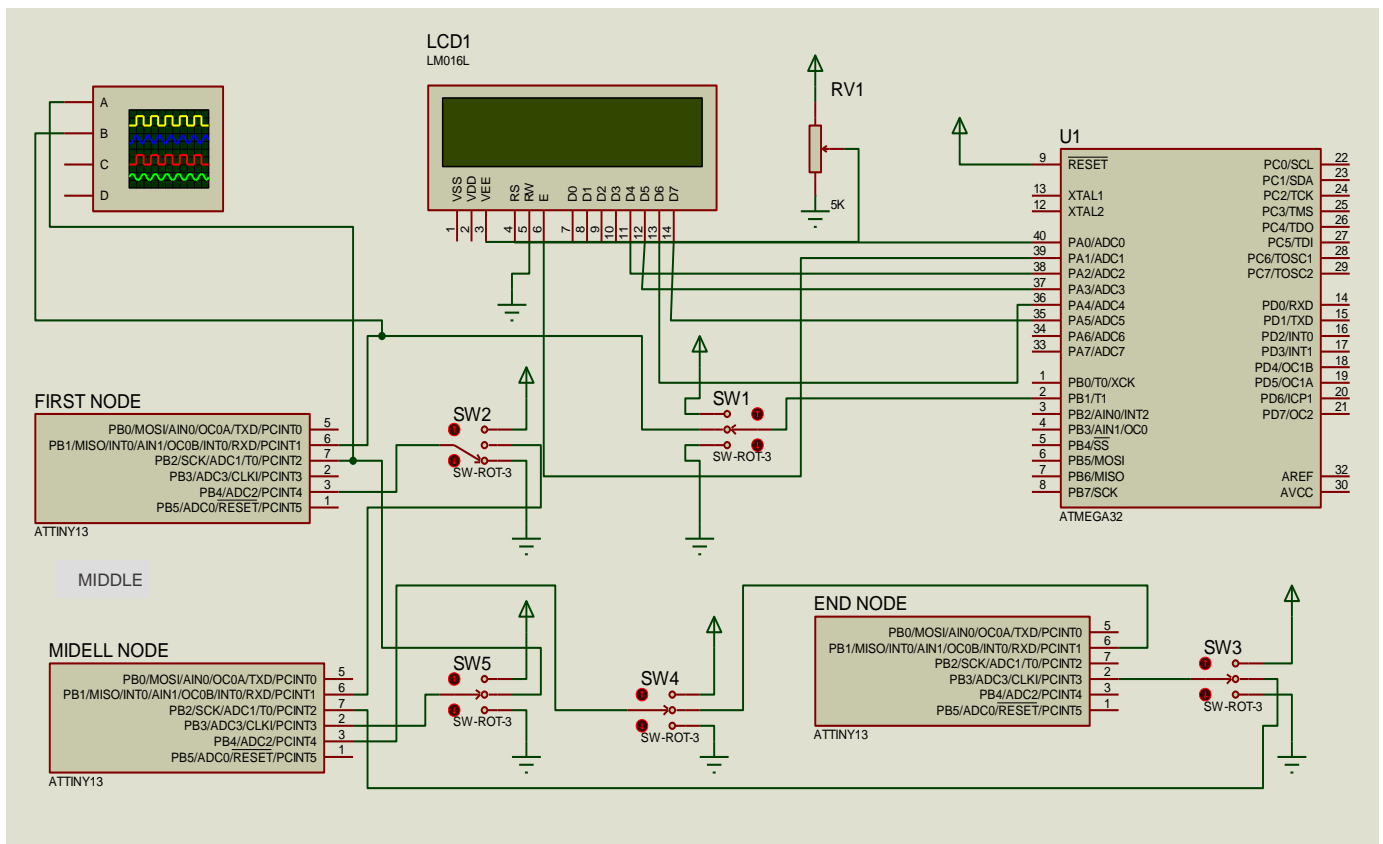 LCD1
LM016L
A
B
C
D
RV1
5K
VSS
VDD
VEE
RS
RW
E
D0
D1
D2
D3
D4
D5
D6
D7
1
2
3
4
5
6
7
8
9
10
11
12
13
14
U1
9 RESET
13 XTAL1
12 XTAL2
40 PA0/ADC0
39 PA1/ADC1
38 PA2/ADC2
37 PA3/ADC3
36 PA4/ADC4
35 PA5/ADC5
34 PA6/ADC6
33 PA7/ADC7
1 PB0/T0/XCK
2 PB1/T1
3 PB2/AIN0/INT2
4 PB3/AIN1/OC0
5 PB4/SS
6 PB5/MOSI
7 PB6/MISO
8 PB7/SCK
PC0/SCL 22
PC1/SDA 23
PC2/TCK 24
PC3/TMS 25
PC4/TDO 26
PC5/TDI 27
PC6/TOSC1 28
PC7/TOSC2 29
PD0/RXD 14
PD1/TXD 15
PD2/INT0 16
PD3/INT1 17
PD4/OC1B 18
PD5/OC1A 19
PD6/ICP1 20
PD7/OC2 21
AREF 32
AVCC 30
ATMEGA32
FIRST NODE
PB0/MOSI/AIN0/OC0A/TXD/PCINT0 5
PB1/MISO/INT0/AIN1/OC0B/INT0/RXD/PCINT1 6
PB2/SCK/ADC1/T0/PCINT2 7
PB3/ADC3/CLKI/PCINT3 2
PB4/ADC2/PCINT4 3
PB5/ADC0/RESET/PCINT5 1
ATTINY13
SW2
SW-ROT-3
SW1
SW-ROT-3
MIDDLE
MIDELL NODE
PB0/MOSI/AIN0/OC0A/TXD/PCINT0 5
PB1/MISO/INT0/AIN1/OC0B/INT0/RXD/PCINT1 6
PB2/SCK/ADC1/T0/PCINT2 7
PB3/ADC3/CLKI/PCINT3 2
PB4/ADC2/PCINT4 3
PB5/ADC0/RESET/PCINT5 1
ATTINY13
SW5
SW-ROT-3
SW4
SW-ROT-3
END NODE
PB0/MOSI/AIN0/OC0A/TXD/PCINT0 5
PB1/MISO/INT0/AIN1/OC0B/INT0/RXD/PCINT1 6
PB2/SCK/ADC1/T0/PCINT2 7
PB3/ADC3/CLKI/PCINT3 2
PB4/ADC2/PCINT4 3
PB5/ADC0/RESET/PCINT5 1
ATTINY13
SW3
SW-ROT-3